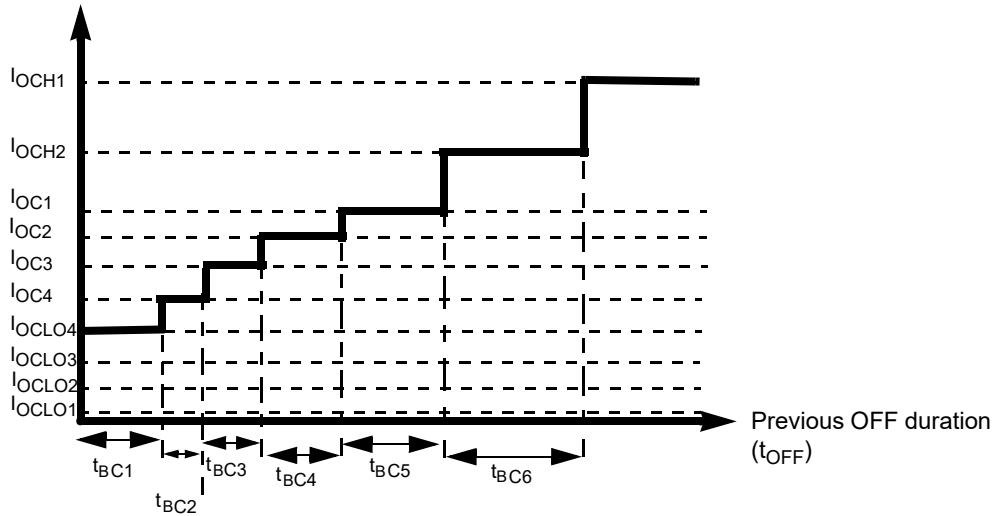 IOCH1
IOCH2
IOC1
IOC2
IOC3
IOC4
IOCLO4
IOCLO3
IOCLO2
IOCLO1
Previous OFF duration
(tOFF)
tBC1
tBC2
tBC3
tBC4
tBC5
tBC6